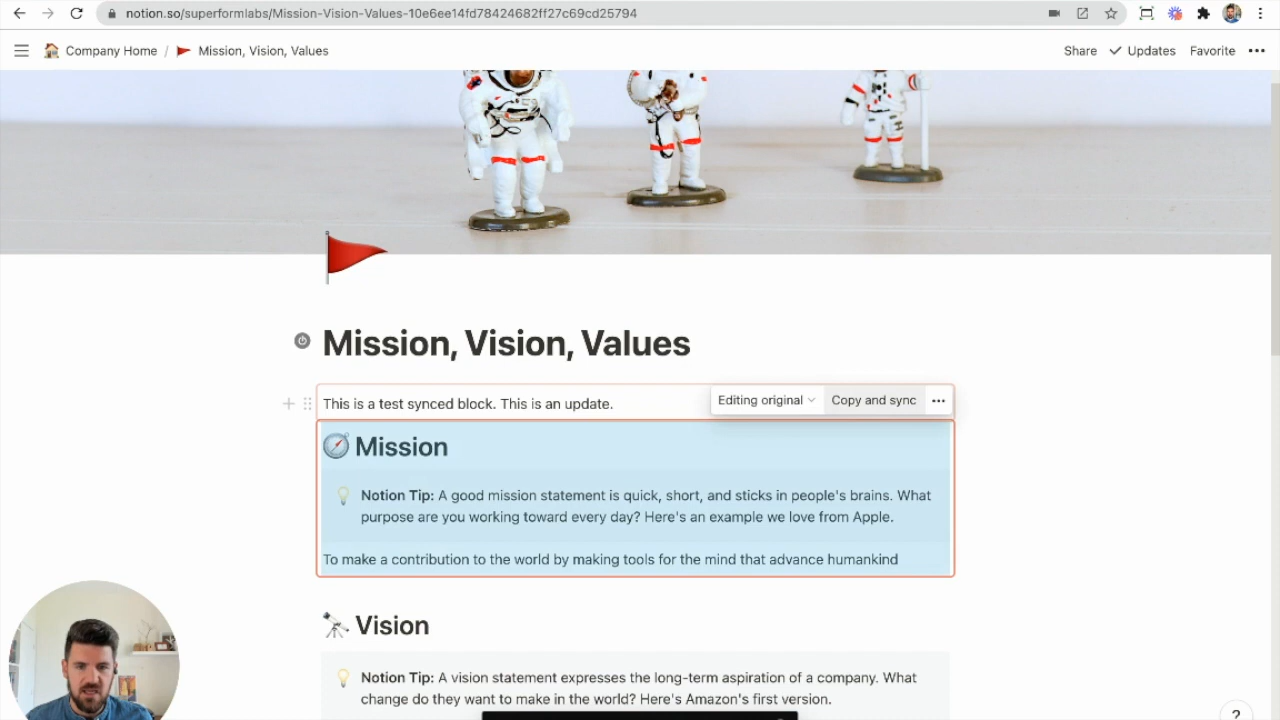 notion.so/superformlabs/Mission-Vision-Values-10e6ee14fd78424682ff27c69cd25794
Company Home / Mission, Vision, Values
Share Updates Favorite
Mission, Vision, Values
This is a test synced block. This is an update.
Editing original Copy and sync
Mission
Notion Tip: A good mission statement is quick, short, and sticks in people's brains. What
purpose are you working toward every day? Here's an example we love from Apple.
To make a contribution to the world by making tools for the mind that advance humankind
Vision
Notion Tip: A vision statement expresses the long-term aspiration of a company. What
change do they want to make in the world? Here's Amazon's first version.
?